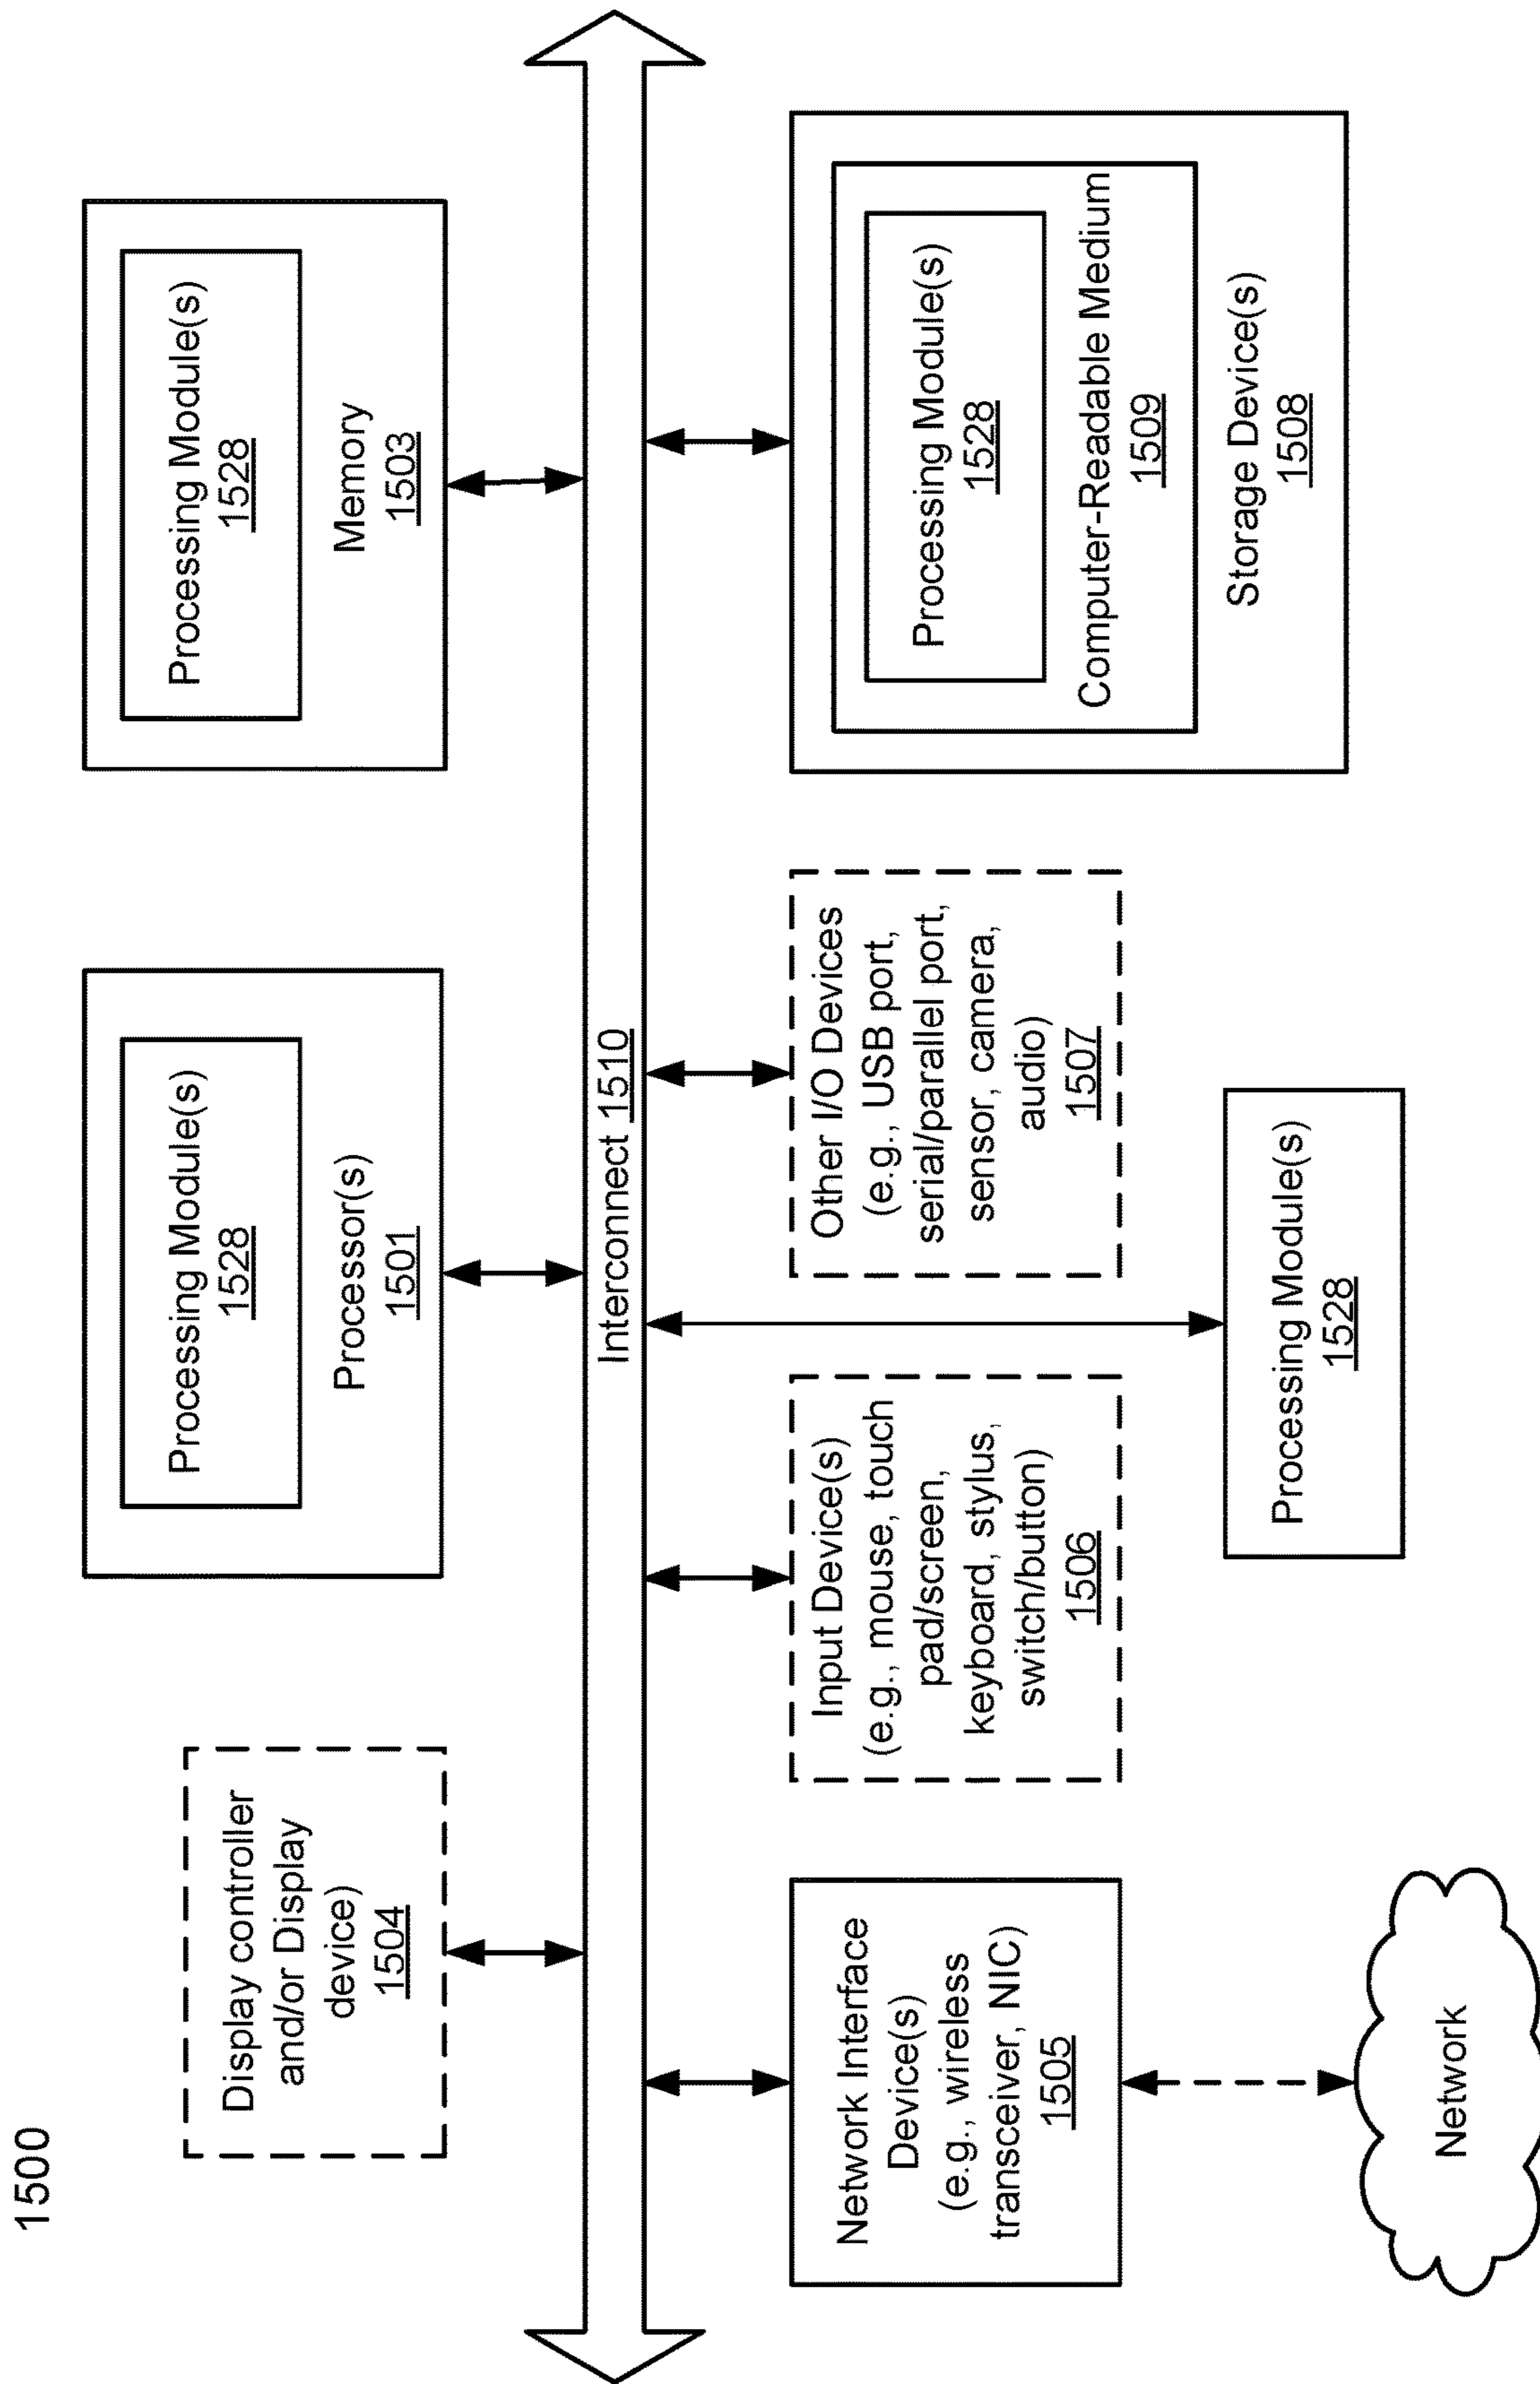 1500
Display controller
and/or Display
device)
1504
Processing Module(s)
1528
Processor(s)
1501
Processing Module(s)
1528
Memory
1503
Interconnect 1510
Network Interface
Device(s)
(e.g., wireless
transceiver, NIC)
1505
Input Device(s)
(e.g., mouse, touch
pad/screen,
keyboard, stylus,
switch/button)
1506
Other I/O Devices
(e.g., USB port,
serial/parallel port,
sensor, camera,
audio)
1507
Processing Module(s)
1528
Computer-Readable Medium
1509
Storage Device(s)
1508
Processing Module(s)
1528
Network